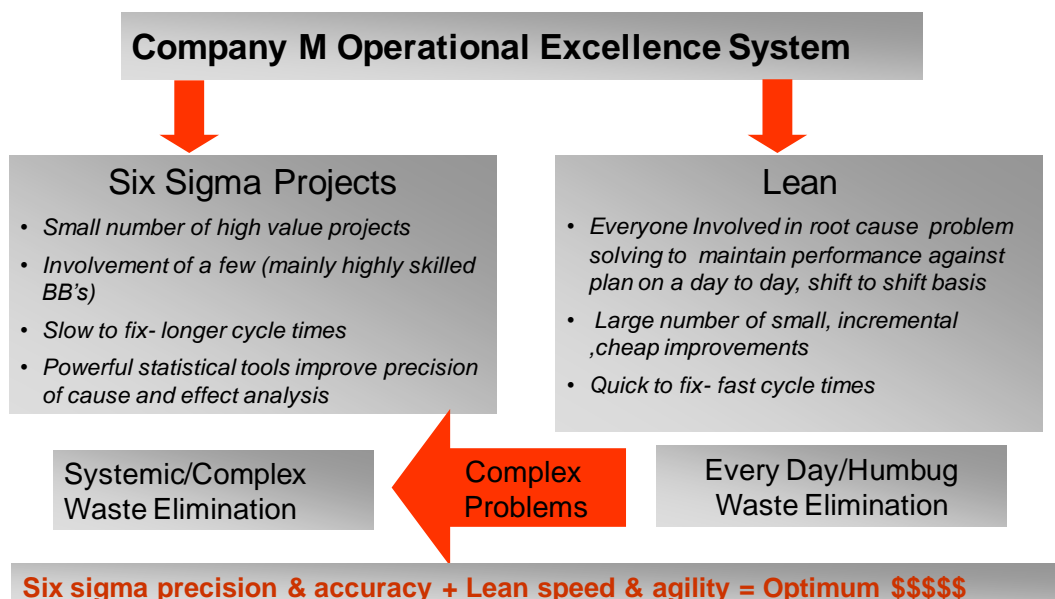 Company M Operational Excellence System
Six Sigma Projects
• Small number of high value projects
• Involvement of a few (mainly highly skilled
BB's)
• Slow to fix- longer cycle times
• Powerful statistical tools improve precision
of cause and effect analysis
Lean
• Everyone Involved in root cause problem
solving to maintain performance against
plan on a day to day, shift to shift basis
• Large number of small, incremental
,cheap improvements
• Quick to fix- fast cycle times
Systemic/Complex
Waste Elimination
Complex
Problems
Every Day/Humbug
Waste Elimination
Six sigma precision & accuracy + Lean speed & agility = Optimum $$$$$